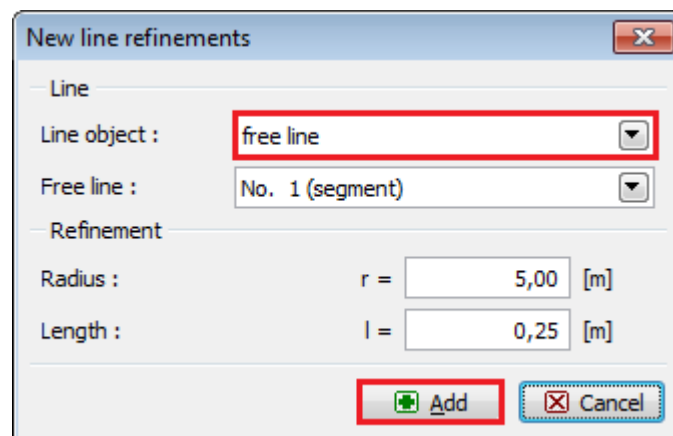 New line refinements
Line
Line object : free line
Free line : No. 1 (segment)
Refinement
Radius : r = 5,00 [m]
Length : l = 0,25 [m]
Add Cancel